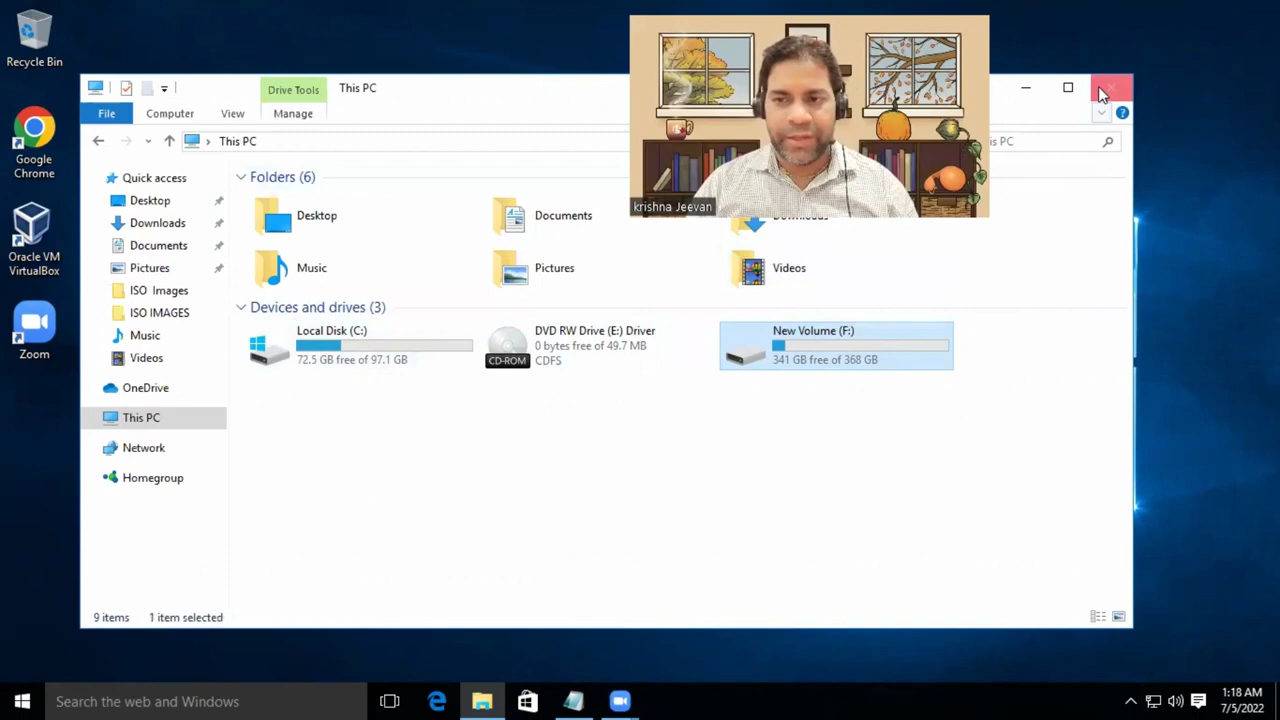 Recycle Bin
Google
Chrome
Oracle VM
VirtualBox
Zoom
Drive Tools
This PC
File
Computer
View
Manage
This PC
PC
Quick access
Desktop
Downloads
Documents
Pictures
ISO Images
ISO IMAGES
Music
Videos
OneDrive
This PC
Network
Homegroup
Folders (6)
Desktop
Documents
Downloads
Music
Pictures
Videos
krishna Jeevan
Devices and drives (3)
Local Disk (C:)
72.5 GB free of 97.1 GB
CD-ROM
DVD RW Drive (E:) Driver
0 bytes free of 49.7 MB
CDFS
New Volume (F:)
341 GB free of 368 GB
9 items
1 item selected
Search the web and Windows
1:18 AM
7/5/2022